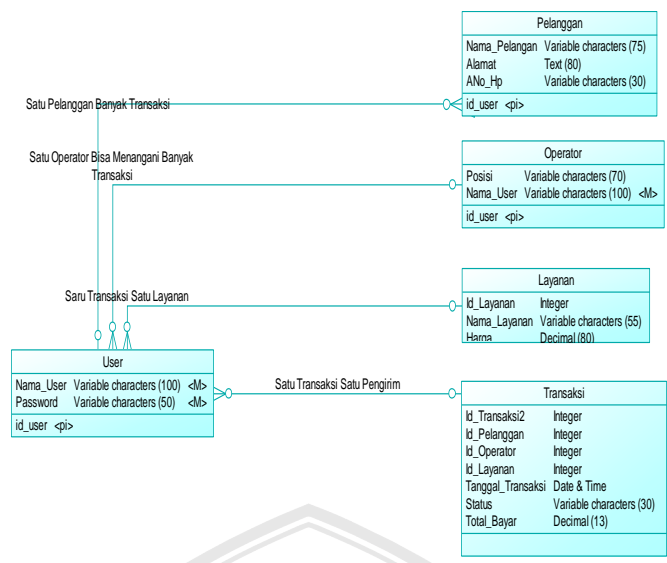 Pelanggan
Nama_Pelangan Variable characters (75)
Alamat Text (80)
ANo_Hp Variable characters (30)
id_user <pi>
Satu Pelanggan Banyak Transaksi
Satu Operator Bisa Menangani Banyak
Transaksi
Operator
Posisi Variable characters (70)
Nama_User Variable characters (100) <M>
id_user <pi>
Saru Transaksi Satu Layanan
Layanan
Id_Layanan Integer
Nama_Layanan Variable characters (55)
Harga Decimal (80)
User
Nama_User Variable characters (100) <M>
Password Variable characters (50) <M>
id_user <pi>
Satu Transaksi Satu Pengirim
Transaksi
Id_Transaksi2 Integer
Id_Pelanggan Integer
Id_Operator Integer
Id_Layanan Integer
Tanggal_Transaksi Date & Time
Status Variable characters (30)
Total_Bayar Decimal (13)